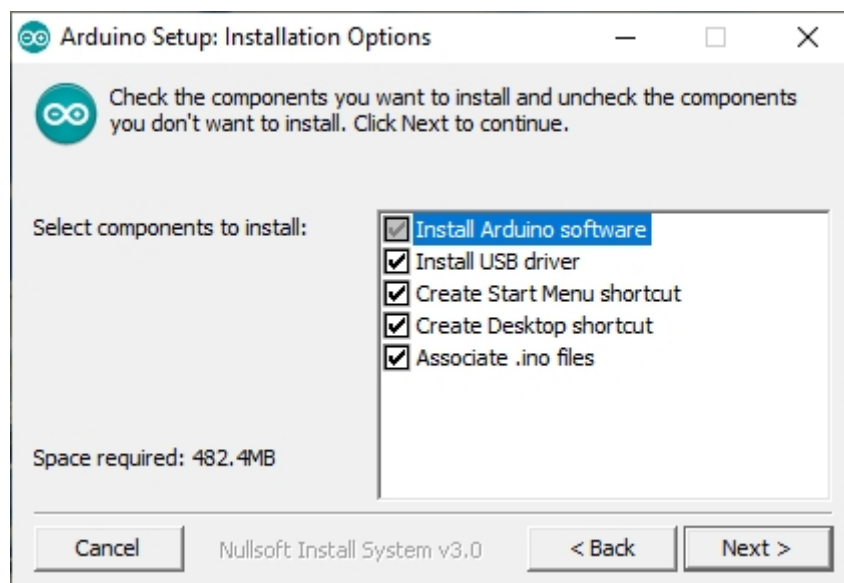 Arduino Setup: Installation Options
Check the components you want to install and uncheck the components
you don't want to install. Click Next to continue.
Select components to install:
Install Arduino software
Install USB driver
Create Start Menu shortcut
Create Desktop shortcut
Associate .ino files
Space required: 482.4MB
Cancel
Nullsoft Install System v3.0
< Back
Next >